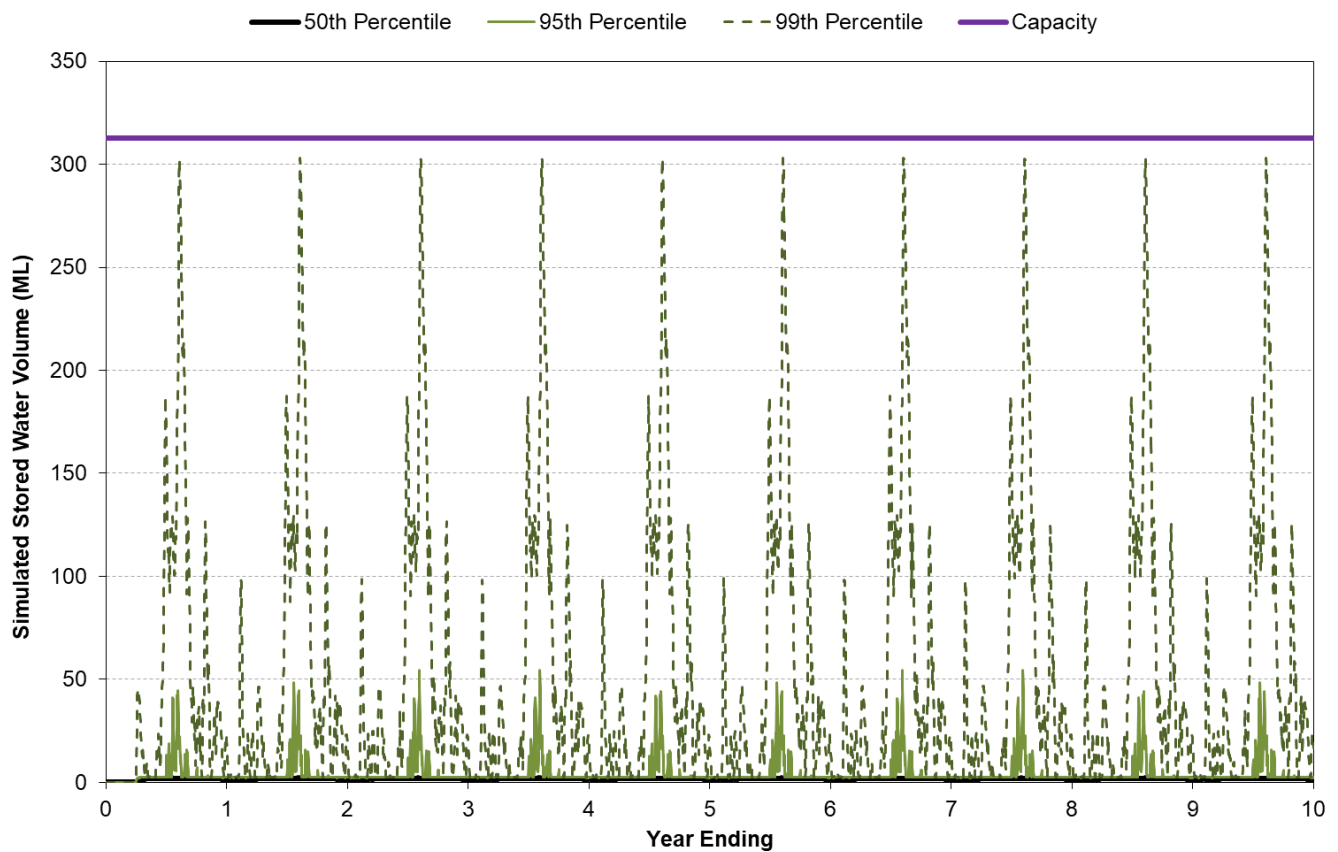 50th Percentile 95th Percentile 99th Percentile Capacity
350
300
250
200
150
100
50
0
Simulated Stored Water Volume (ML)
0 1 2 3 4 5 6 7 8 9 10
Year Ending